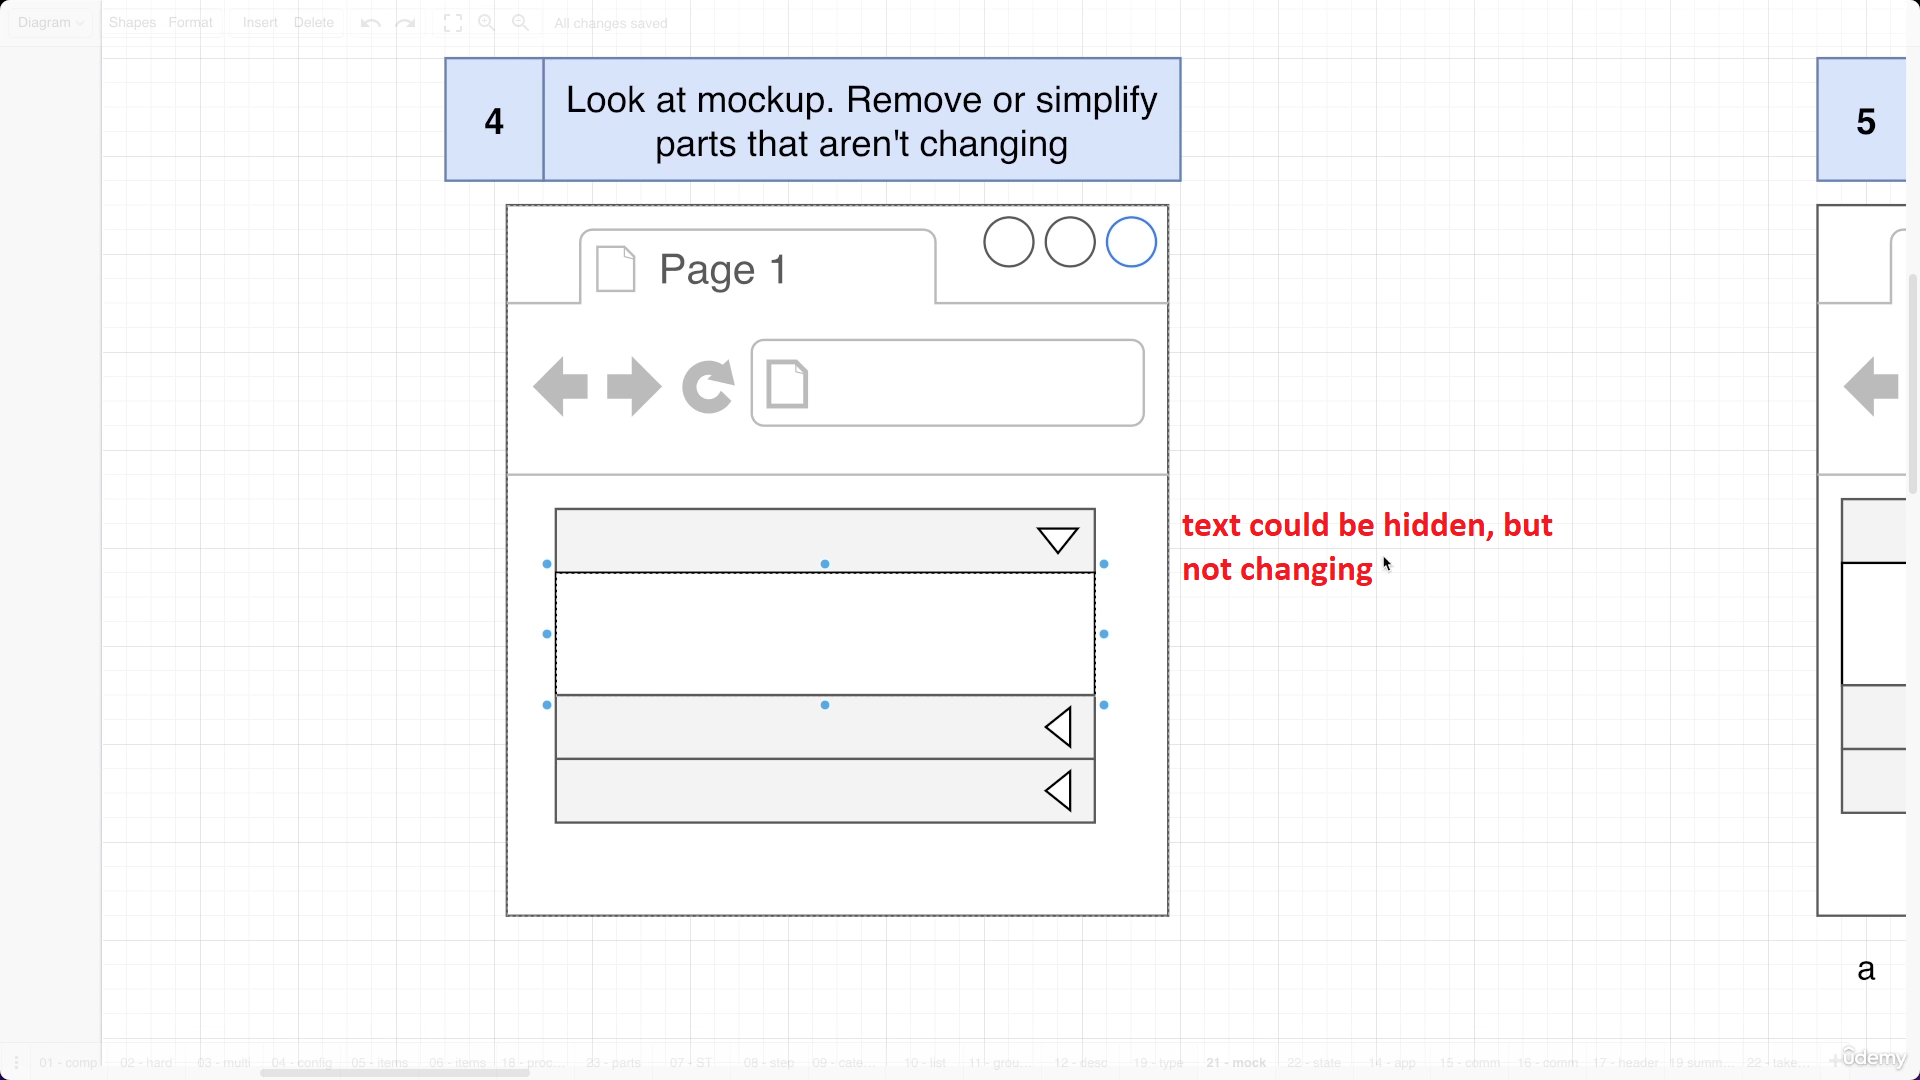 Diagram
Shapes Format
Insert Delete
All changes saved
4
Look at mockup. Remove or simplify
parts that aren't changing
5
Page 1
text could be hidden, but
not changing
a
01 - comp 02 - hard 03 - multi 04 - config 05 - items 06 - items 18 - proc... 23 - parts 07 - ST... 08 - step 09 - cate... 10 - list 11 - grou... 12 - desc 19 - type 21 - mock 22 - state 14 - app 15 - comm 16 - comm 17 - header 19 summ... 22 - take...
ûdemy